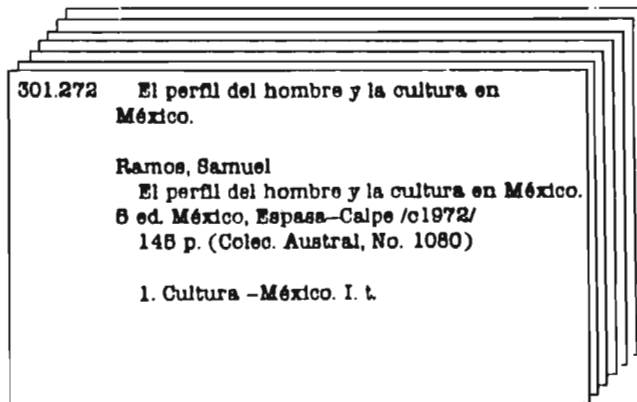 301.272 El perfil del hombre y la cultura en
México.
Ramos, Samuel
El perfil del hombre y la cultura en México.
5 ed. México, Espasa–Calpe /c1972/
145 p. (Colec. Austral, No. 1080)
1. Cultura –México. I. t.